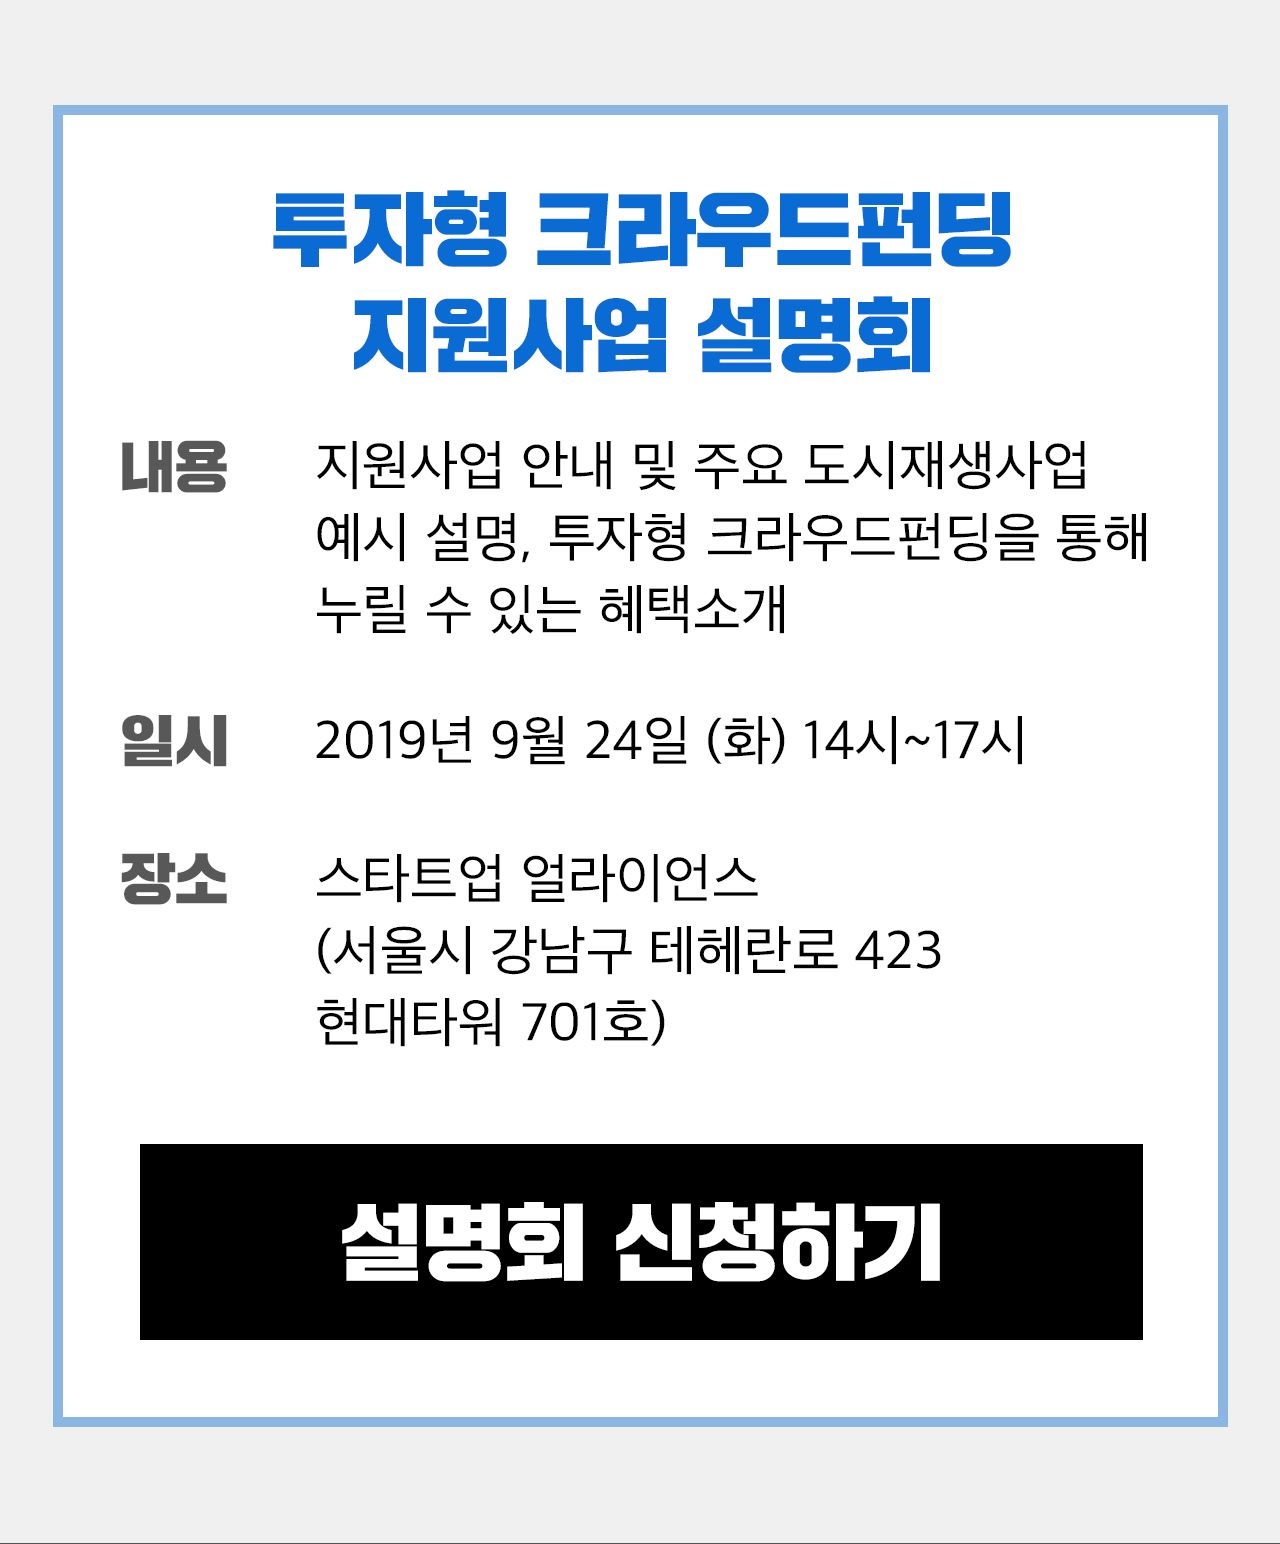 투자형 크라우드펀딩
지원사업 설명회
내용 지원사업 안내 및 주요 도시재생사업
예시 설명, 투자형 크라우드펀딩을 통해
누릴 수 있는 혜택소개
일시 2019년 9월 24일 (화) 14시~17시
장소 스타트업 얼라이언스
(서울시 강남구 테헤란로 423
현대타워 701호)
설명회 신청하기